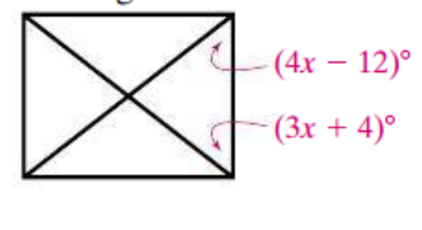 (4x − 12)°
(3x + 4)°